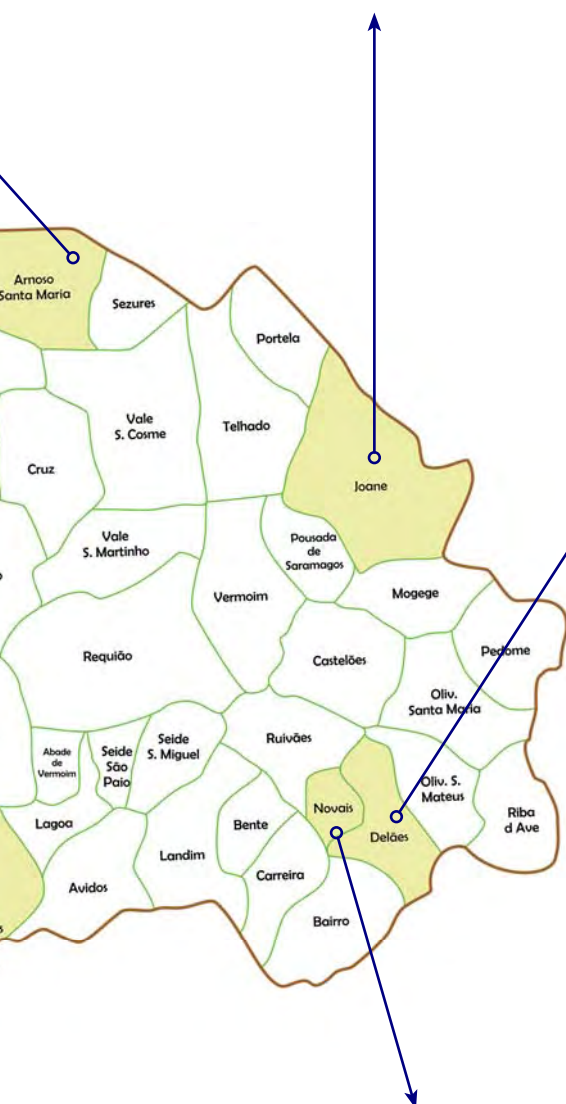 Arnoso
Santa Maria
Sezures
Portela
Vale
S. Cosme
Telhado
Cruz
Joane
Vale
S. Martinho
Pousada
de
Saramagos
Vermoim
Mogege
Requião
Castelões
Pedome
Oliv.
Santa Maria
Ruivães
Seide
S. Miguel
Seide
São
Paio
Abade
de
Vermoim
Oliv. S.
Mateus
Novais
Delães
Riba
d Ave
Lagoa
Bente
Landim
Carreira
Avidos
Bairro